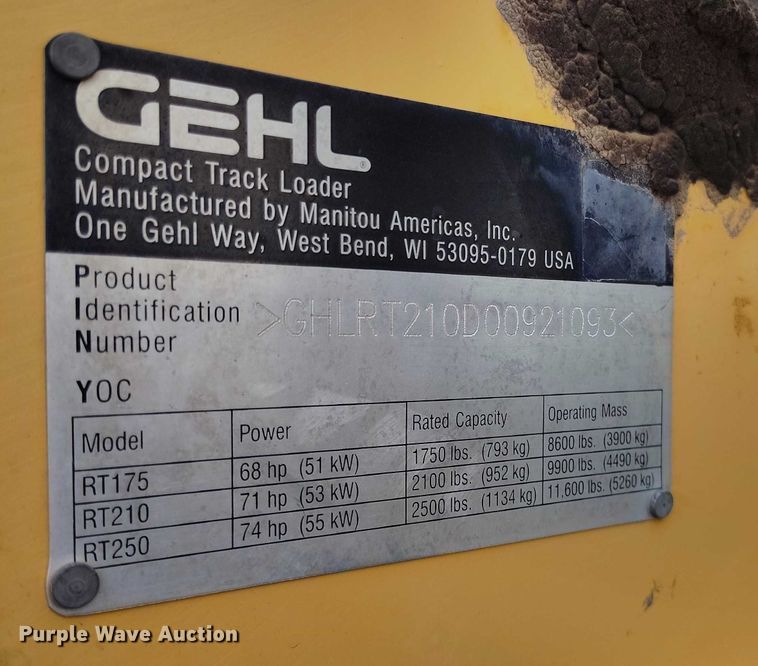 GEHL®
Compact Track Loader
Manufactured by Manitou Americas, Inc.
One Gehl Way, West Bend, WI 53095-0179 USA
Product
Identification >GHLRT210D00921093<
Number
YOC
Model Power Rated Capacity Operating Mass
RT175 68 hp (51 kW) 1750 lbs. (793 kg) 8600 lbs. (3900 kg)
RT210 71 hp (53 kW) 2100 lbs. (952 kg) 9900 lbs. (4490 kg)
RT250 74 hp (55 kW) 2500 lbs. (1134 kg) 11,600 lbs. (5260 kg)
Purple Wave Auction